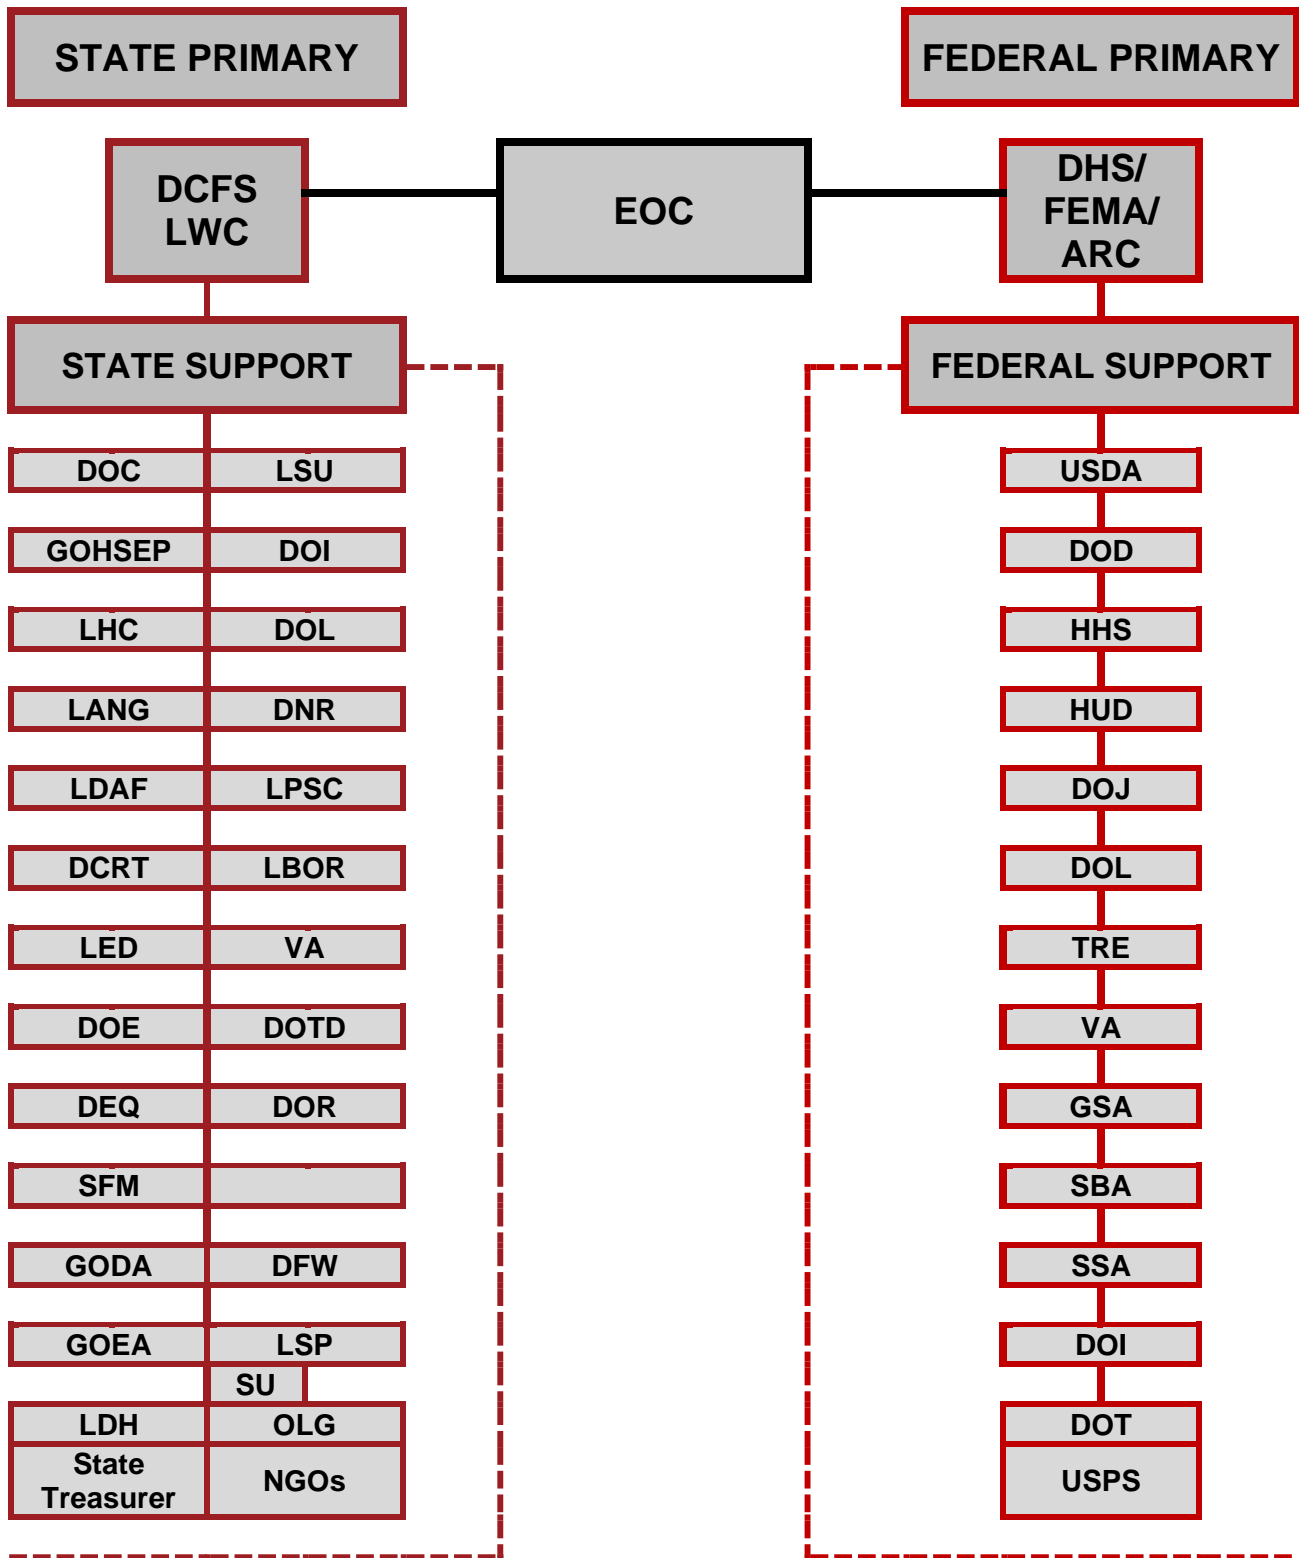 STATE PRIMARY
FEDERAL PRIMARY
DCFS
LWC
EOC
DHS/
FEMA/
ARC
STATE SUPPORT
FEDERAL SUPPORT
DOC
LSU
USDA
GOHSEP
DOI
DOD
LHC
DOL
HHS
LANG
DNR
HUD
LDAF
LPSC
DOJ
DCRT
LBOR
DOL
LED
VA
TRE
DOE
DOTD
VA
DEQ
DOR
GSA
SFM
SBA
GODA
DFW
SSA
GOEA
LSP
DOI
SU
LDH
OLG
DOT
State
Treasurer
NGOs
USPS